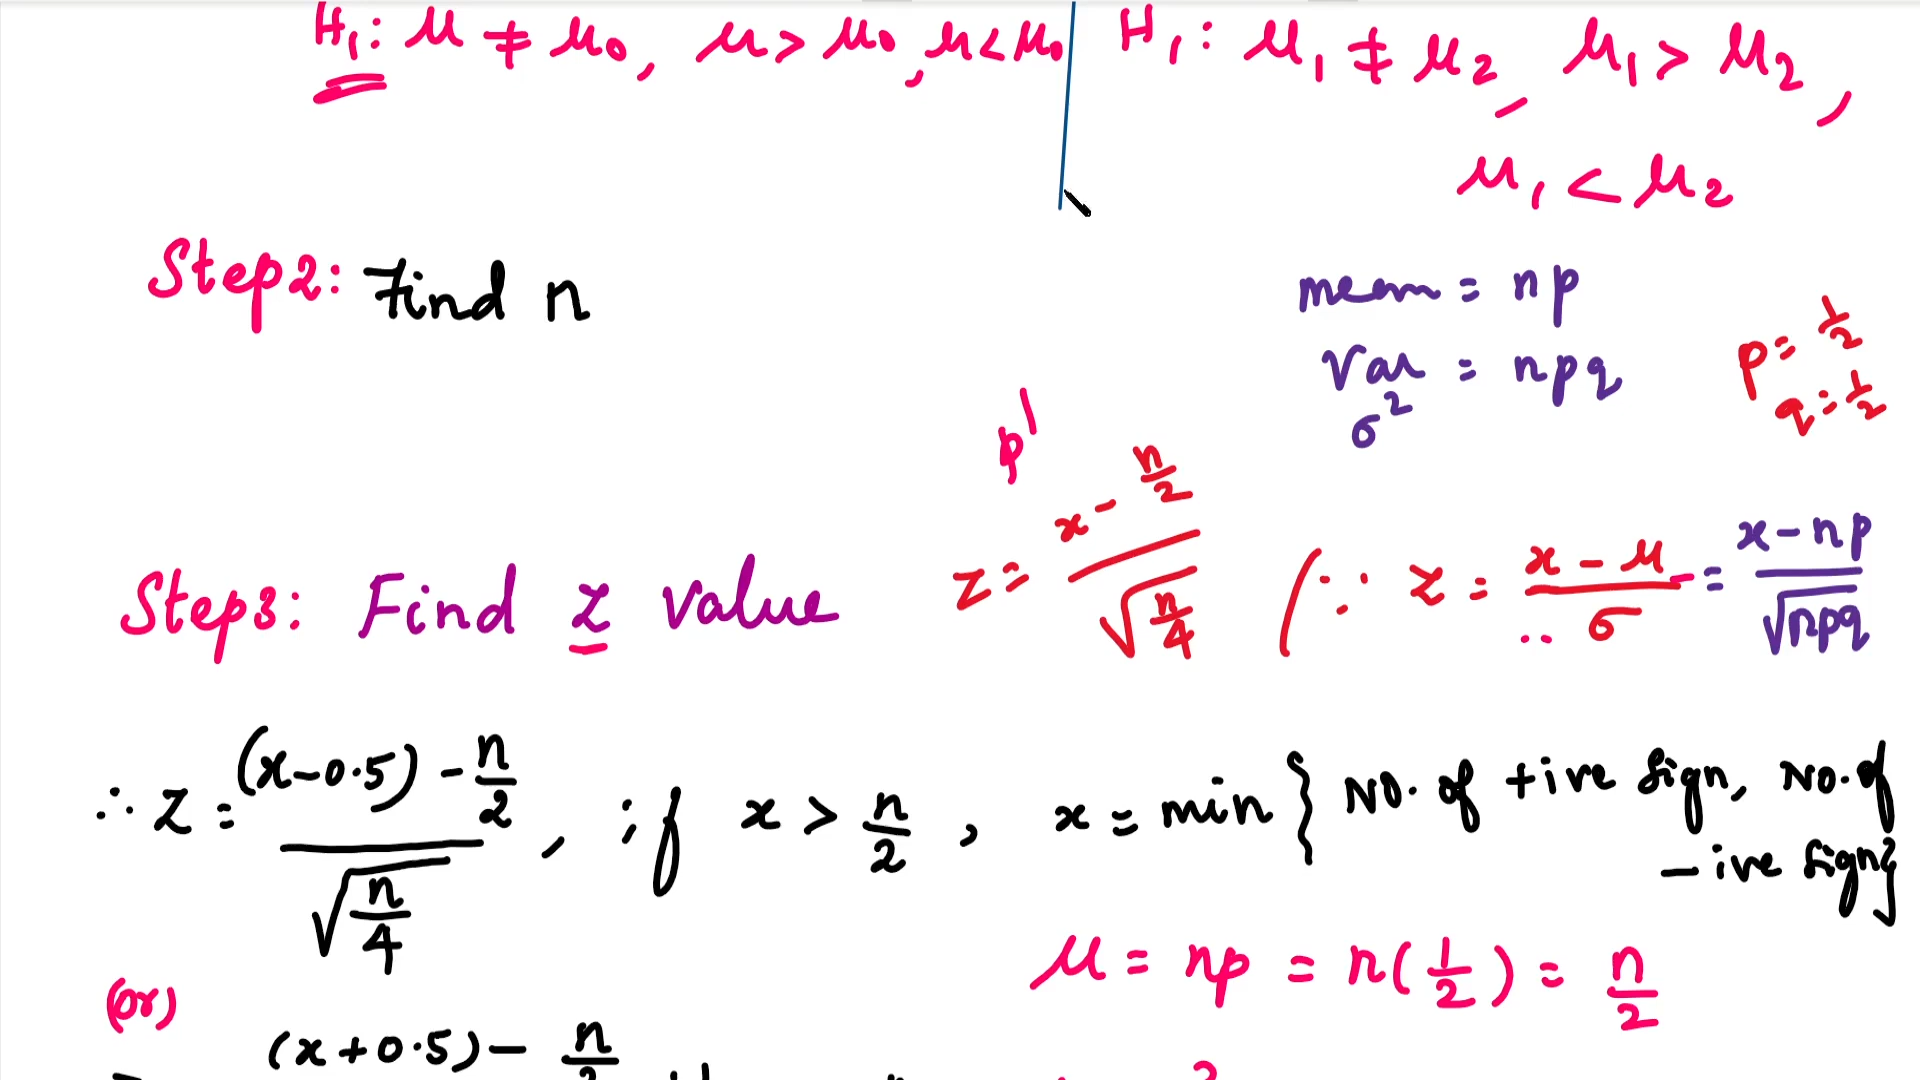 H₁: μ ≠ μ₀, μ > μ₀, μ < μ₀ | H₁: μ₁ ≠ μ₂, μ₁ > μ₂,
μ₁ < μ₂
Step2: Find n
mean = np
Var = npq
σ²
p = 1/2
q = 1/2
p'
Step3: Find z value
z = (x - n/2) / √(n/4)
(∵ z = (x - μ)/σ = (x - np)/√npq
∴ z = ((x - 0.5) - n/2) / √(n/4), if x > n/2, x = min { No. of +ive sign, No. of
-ive sign}
μ = np = n(1/2) = n/2
(or)
(x + 0.5) - n/2